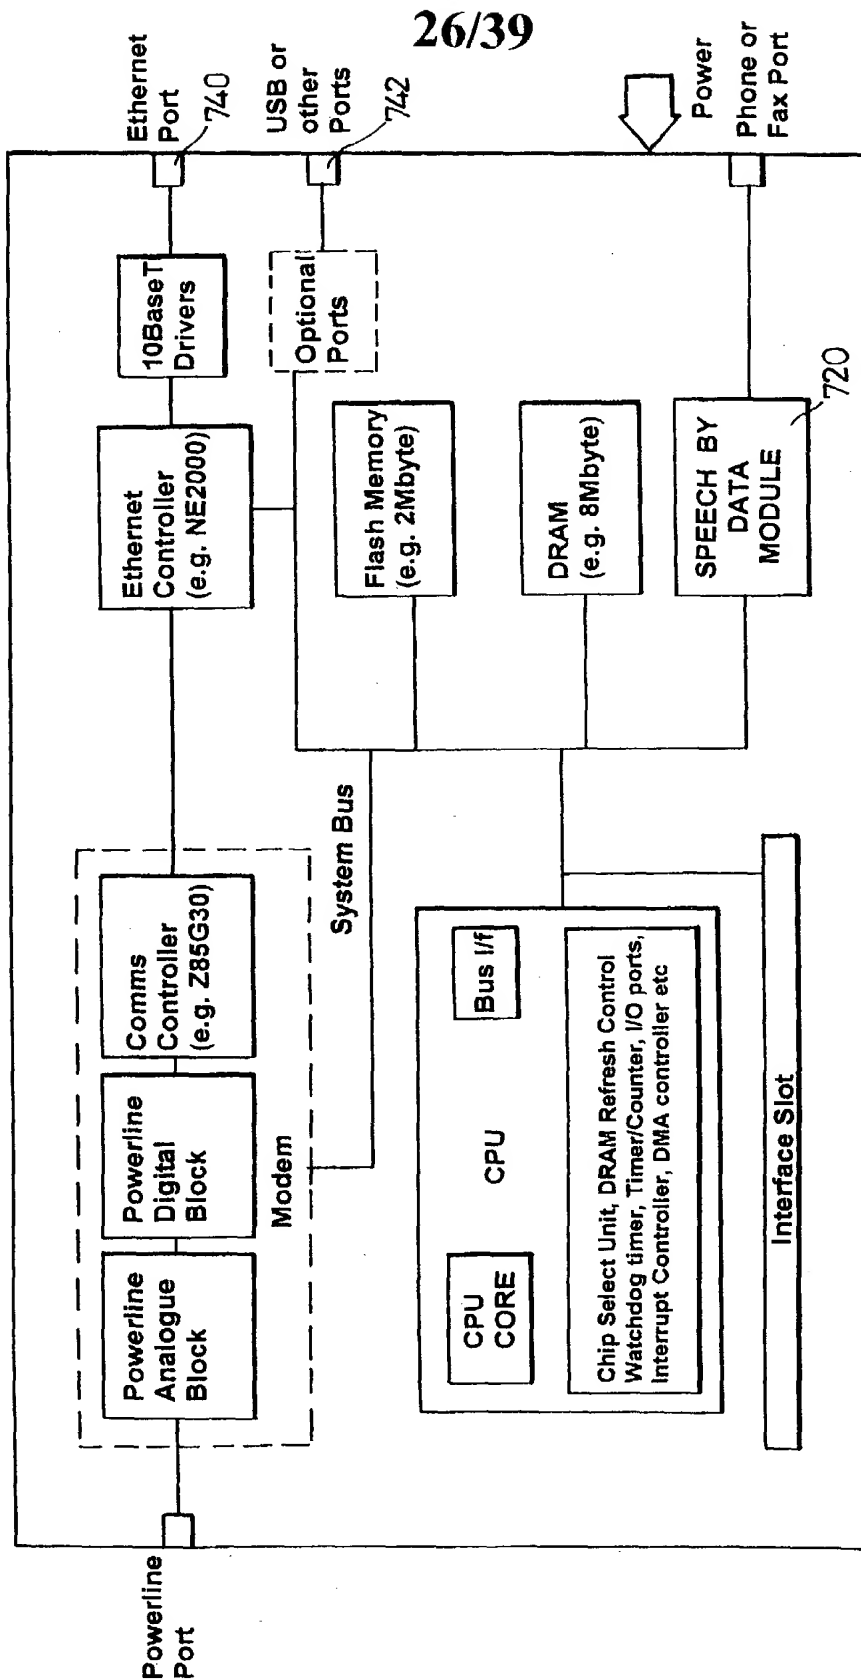 26/39
Powerline
Port
Powerline
Analogue
Block
Powerline
Digital
Block
Comms
Controller
(e.g. Z85G30)
Modem
Ethernet
Controller
(e.g. NE2000)
10BaseT
Drivers
Ethernet
Port
740
System Bus
Optional
Ports
USB or
other
Ports
742
Flash Memory
(e.g. 2Mbyte)
DRAM
(e.g. 8Mbyte)
SPEECH BY
DATA
MODULE
720
Power
Phone or
Fax Port
CPU
CORE
CPU
Bus I/f
Chip Select Unit, DRAM Refresh Control
Watchdog timer, Timer/Counter, I/O ports,
Interrupt Controller, DMA controller etc
Interface Slot